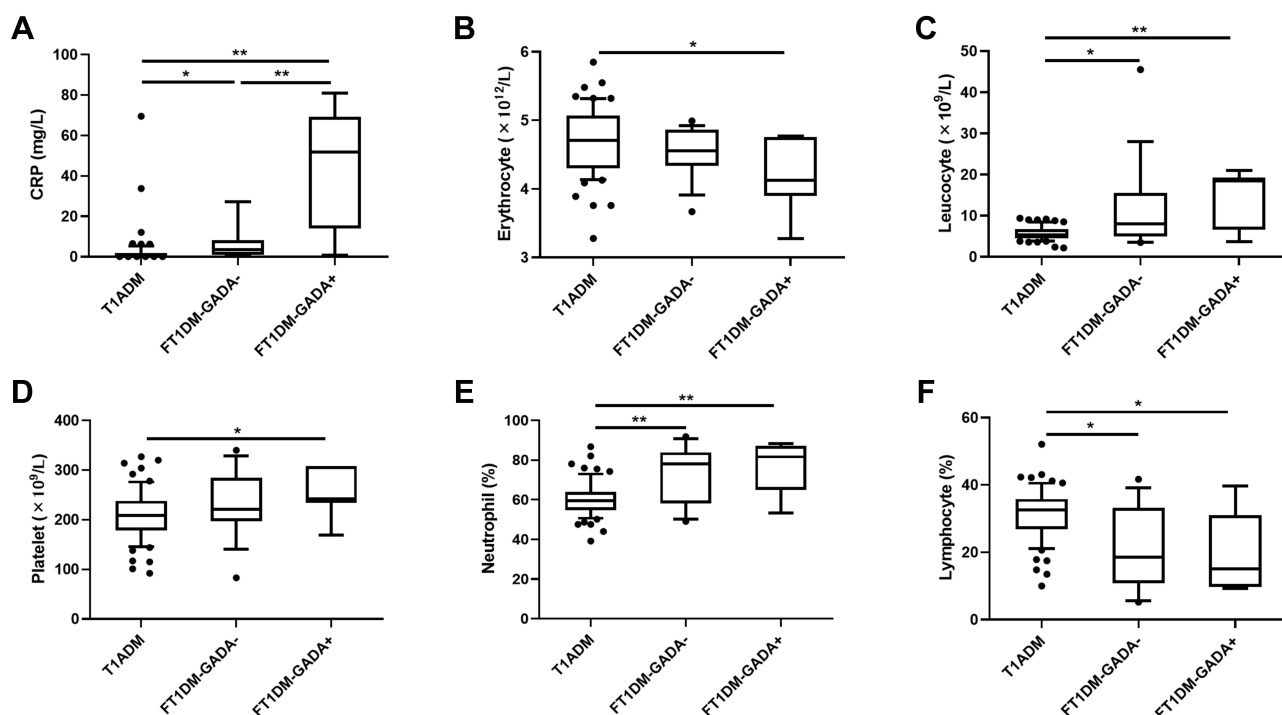 A
CRP (mg/L)
100
80
60
40
20
0
**
* **
T1ADM
FT1DM-GADA-
FT1DM-GADA+
B
Erythrocyte (×10¹²/L)
6
5
4
3
*
T1ADM
FT1DM-GADA-
FT1DM-GADA+
C
Leucocyte (×10⁹/L)
50
40
30
20
10
0
**
*
T1ADM
FT1DM-GADA-
FT1DM-GADA+
D
Platelet (×10⁹/L)
400
300
200
100
0
*
T1ADM
FT1DM-GADA-
FT1DM-GADA+
E
Neutrophil (%)
100
80
60
40
20
0
**
**
T1ADM
FT1DM-GADA-
FT1DM-GADA+
F
Lymphocyte (%)
60
40
20
0
*
*
T1ADM
FT1DM-GADA-
FT1DM-GADA+